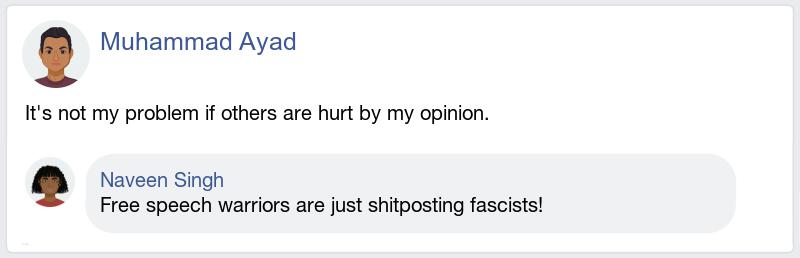 Muhammad Ayad
It's not my problem if others are hurt by my opinion.
Naveen Singh
Free speech warriors are just shitposting fascists!